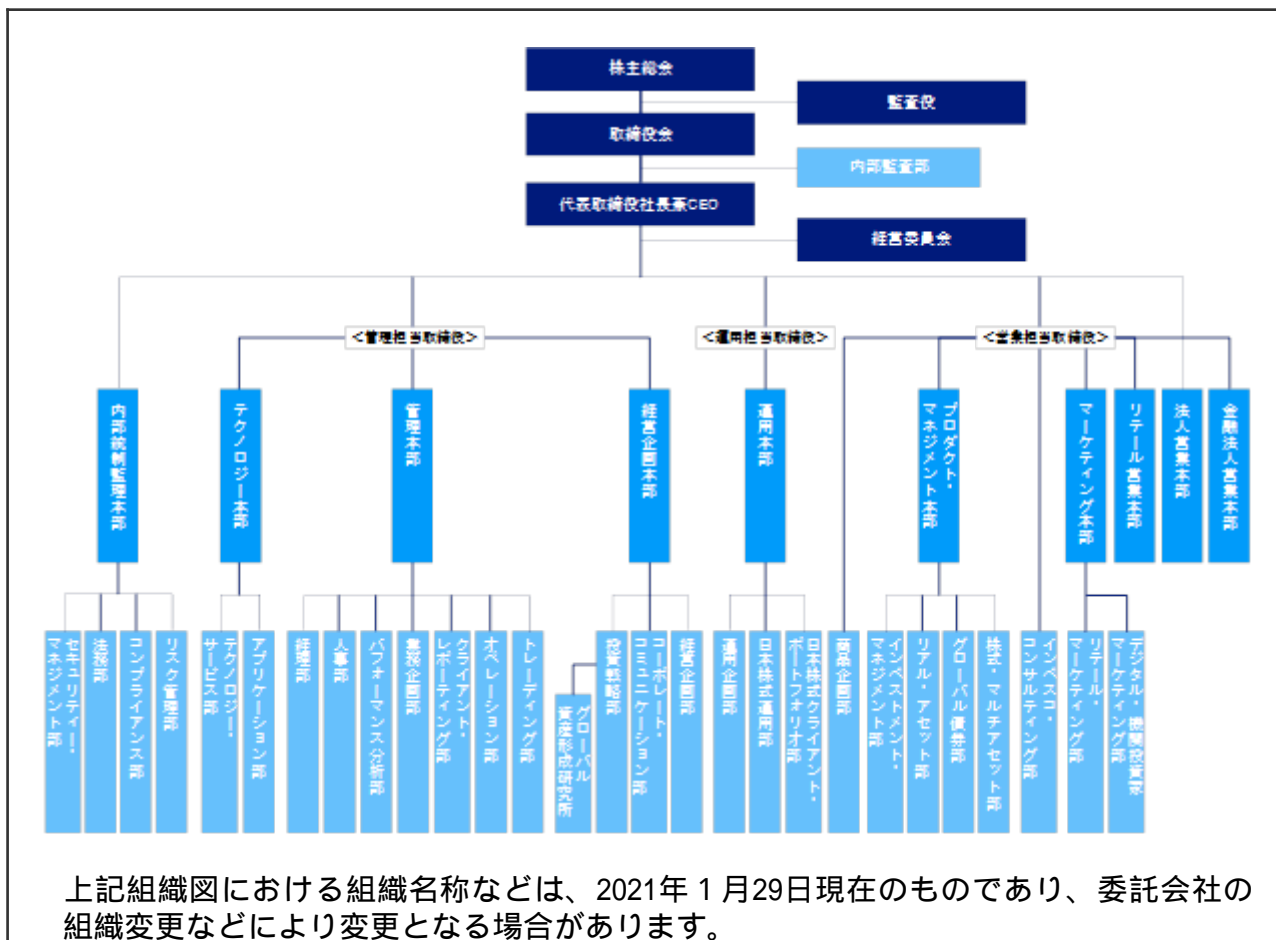 株主総会
監査役
取締役会
内部監査部
代表取締役社長兼CEO
経営委員会
＜管理担当取締役＞
＜運用担当取締役＞
＜営業担当取締役＞
内部統制監理本部
テクノロジー本部
管理本部
経営企画本部
運用本部
プロダクト・
マネジメント本部
マーケティング本部
リテール営業本部
法人営業本部
金融法人営業本部
セキュリティー・
マネジメント部
法務部
コンプライアンス部
リスク管理部
テクノロジー・
サービス部
アプリケーション部
経理部
人事部
パフォーマンス分析部
業務企画部
クライアント・
レポーティング部
オペレーション部
トレーディング部
グローバル
資産形成研究所
投資戦略部
コーポレート・
コミュニケーション部
経営企画部
運用企画部
日本株式運用部
日本株式クライアント・
ポートフォリオ部
商品企画部
インベストメント・
マネジメント部
リアル・アセット部
グローバル債券部
株式・マルチアセット部
インベスコ・
コンサルティング部
リテール・
マーケティング部
デジタル・機関投資家
マーケティング部
上記組織図における組織名称などは、2021年１月29日現在のものであり、委託会社の
組織変更などにより変更となる場合があります。